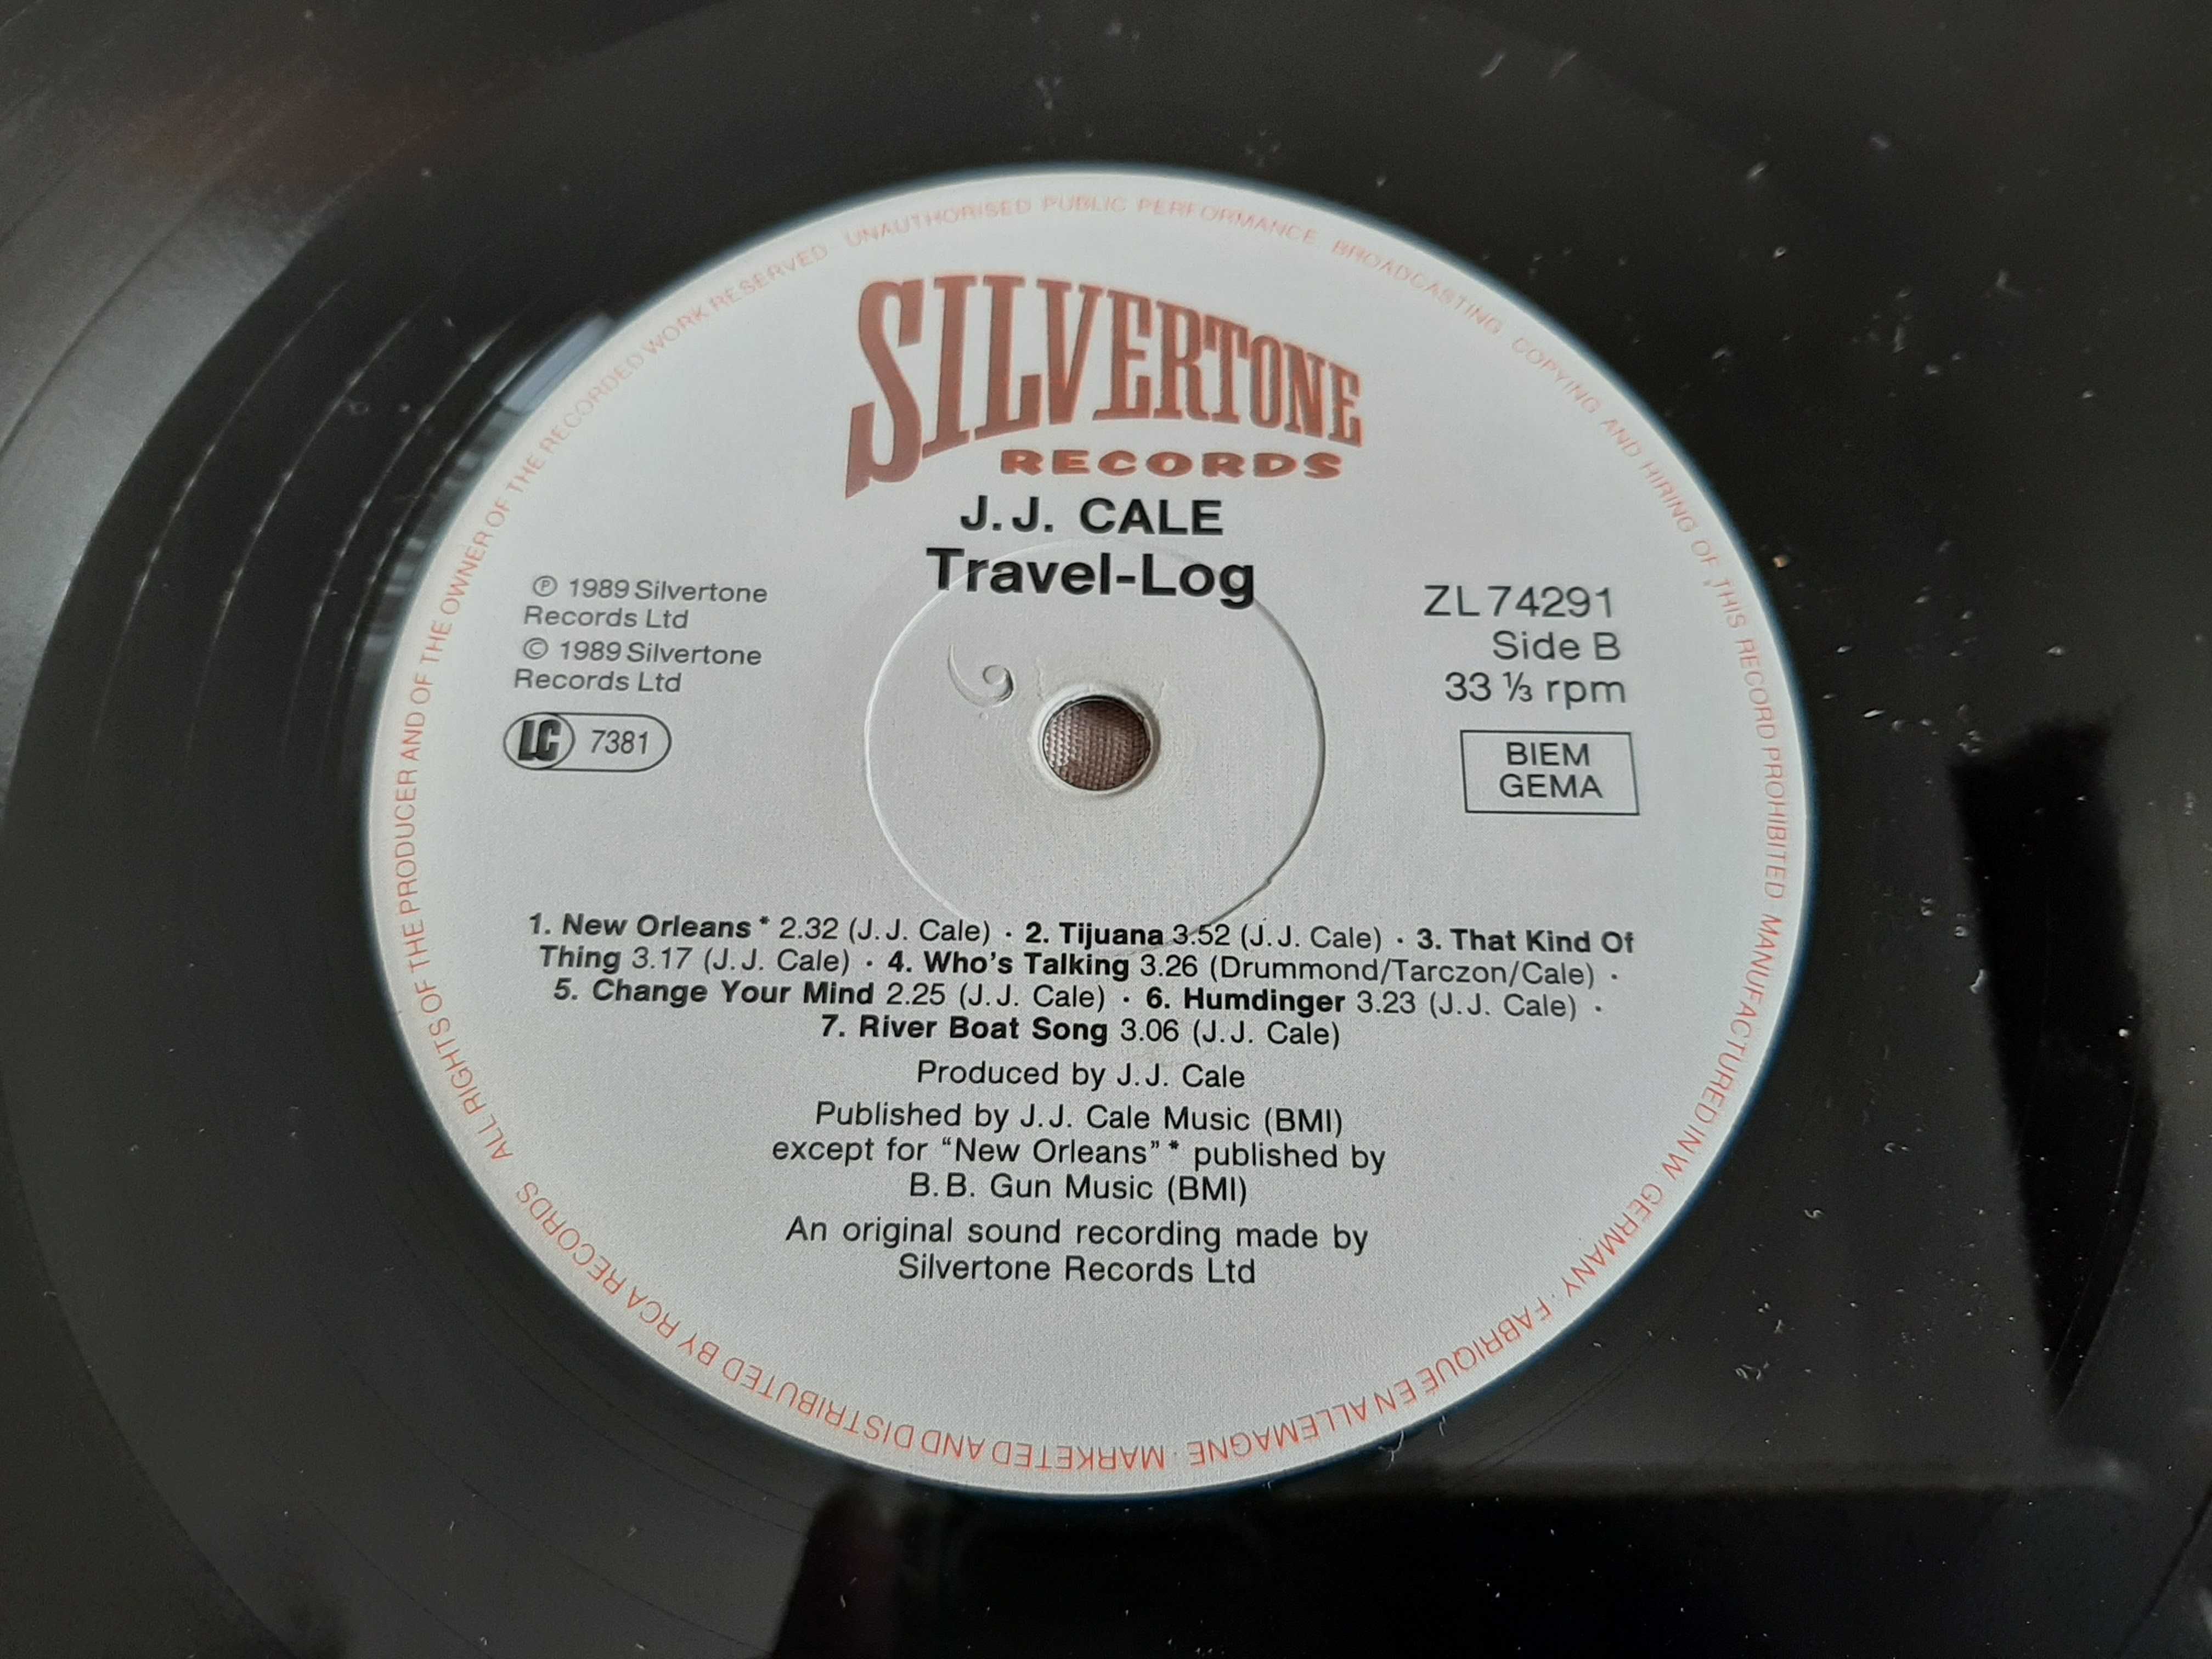 SILVERTONE
RECORDS
J.J. CALE
Travel-Log
℗ 1989 Silvertone
Records Ltd
© 1989 Silvertone
Records Ltd
LC 7381
ZL 74291
Side B
33 ⅓ rpm
BIEM
GEMA
1. New Orleans * 2.32 (J.J. Cale) · 2. Tijuana 3.52 (J.J. Cale) · 3. That Kind Of
Thing 3.17 (J.J. Cale) · 4. Who's Talking 3.26 (Drummond/Tarczon/Cale) ·
5. Change Your Mind 2.25 (J.J. Cale) · 6. Humdinger 3.23 (J.J. Cale) ·
7. River Boat Song 3.06 (J.J. Cale)
Produced by J.J. Cale
Published by J.J. Cale Music (BMI)
except for “New Orleans” * published by
B.B. Gun Music (BMI)
An original sound recording made by
Silvertone Records Ltd
ALL RIGHTS OF THE PRODUCER AND OF THE OWNER OF THE RECORDED WORK RESERVED UNAUTHORISED PUBLIC PERFORMANCE BROADCASTING COPYING AND HIRING OF THIS RECORD PROHIBITED MANUFACTURED IN W. GERMANY · FABRIQUÉ EN ALLEMAGNE · MARKETED AND DISTRIBUTED BY RCA RECORDS